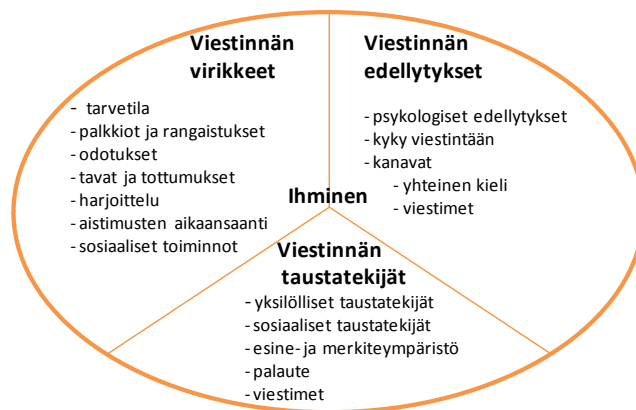 Viestinnän
virikkeet
- tarvetila
- palkkiot ja rangaistukset
- odotukset
- tavat ja tottumukset
- harjoittelu
- aistimusten aikaansaanti
- sosiaaliset toiminnot
Viestinnän
edellytykset
- psykologiset edellytykset
- kyky viestintään
- kanavat
- yhteinen kieli
- viestimet
Ihminen
Viestinnän
taustatekijät
- yksilölliset taustatekijät
- sosiaaliset taustatekijät
- esine- ja merkiteympäristö
- palaute
- viestimet